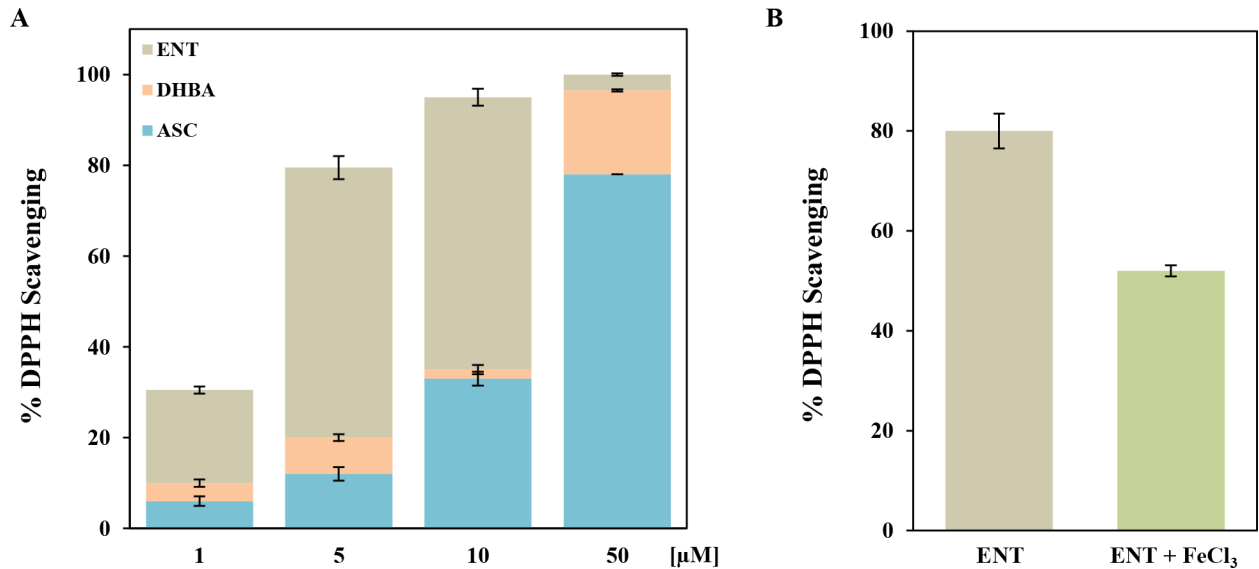 A
ENT
DHBA
ASC
% DPPH Scavenging
100
80
60
40
20
0
1 5 10 50 [µM]
B
% DPPH Scavenging
100
80
60
40
20
0
ENT ENT + FeCl₃